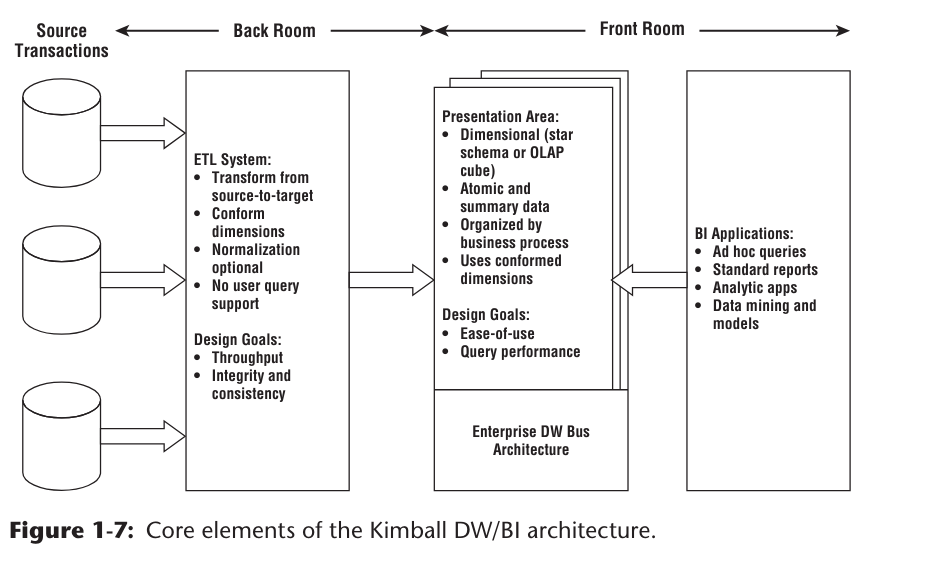 Source
Transactions
Back Room
Front Room
ETL System:
• Transform from
source-to-target
• Conform
dimensions
• Normalization
optional
• No user query
support
Design Goals:
• Throughput
• Integrity and
consistency
Presentation Area:
• Dimensional (star
schema or OLAP
cube)
• Atomic and
summary data
• Organized by
business process
• Uses conformed
dimensions
Design Goals:
• Ease-of-use
• Query performance
Enterprise DW Bus
Architecture
BI Applications:
• Ad hoc queries
• Standard reports
• Analytic apps
• Data mining and
models
Figure 1-7: Core elements of the Kimball DW/BI architecture.